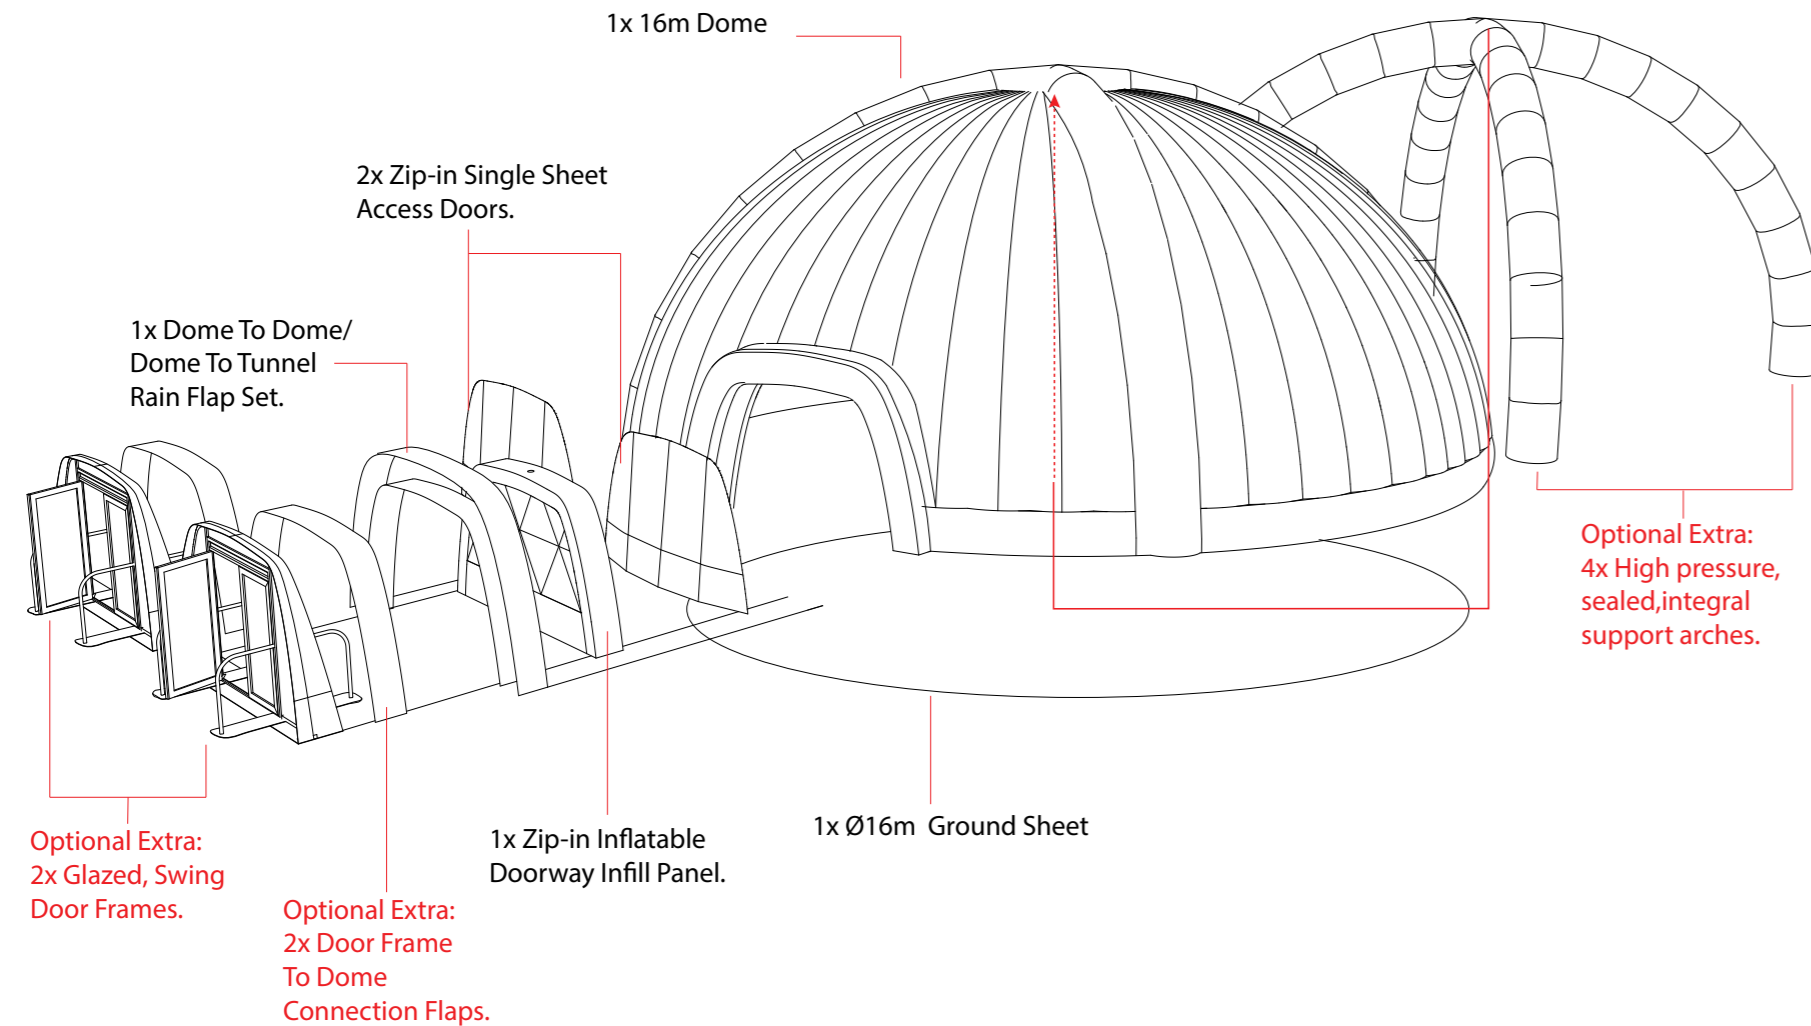 1x 16m Dome
2x Zip-in Single Sheet
Access Doors.
1x Dome To Dome/
Dome To Tunnel
Rain Flap Set.
Optional Extra:
4x High pressure,
sealed,integral
support arches.
1x Ø16m Ground Sheet
1x Zip-in Inflatable
Doorway Infill Panel.
Optional Extra:
2x Glazed, Swing
Door Frames.
Optional Extra:
2x Door Frame
To Dome
Connection Flaps.